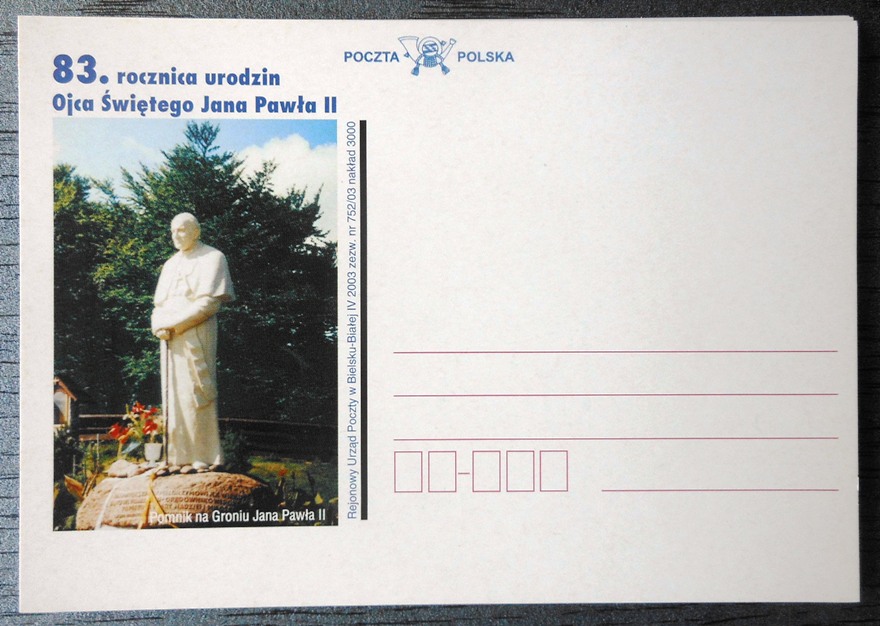 83. rocznica urodzin
Ojca Świętego Jana Pawła II
POCZTA POLSKA
Rejonowy Urząd Poczty w Bielsku-Białej IV 2003 zezw. nr 752/03 nakład 3000
Pomnik na Groniu Jana Pawła II